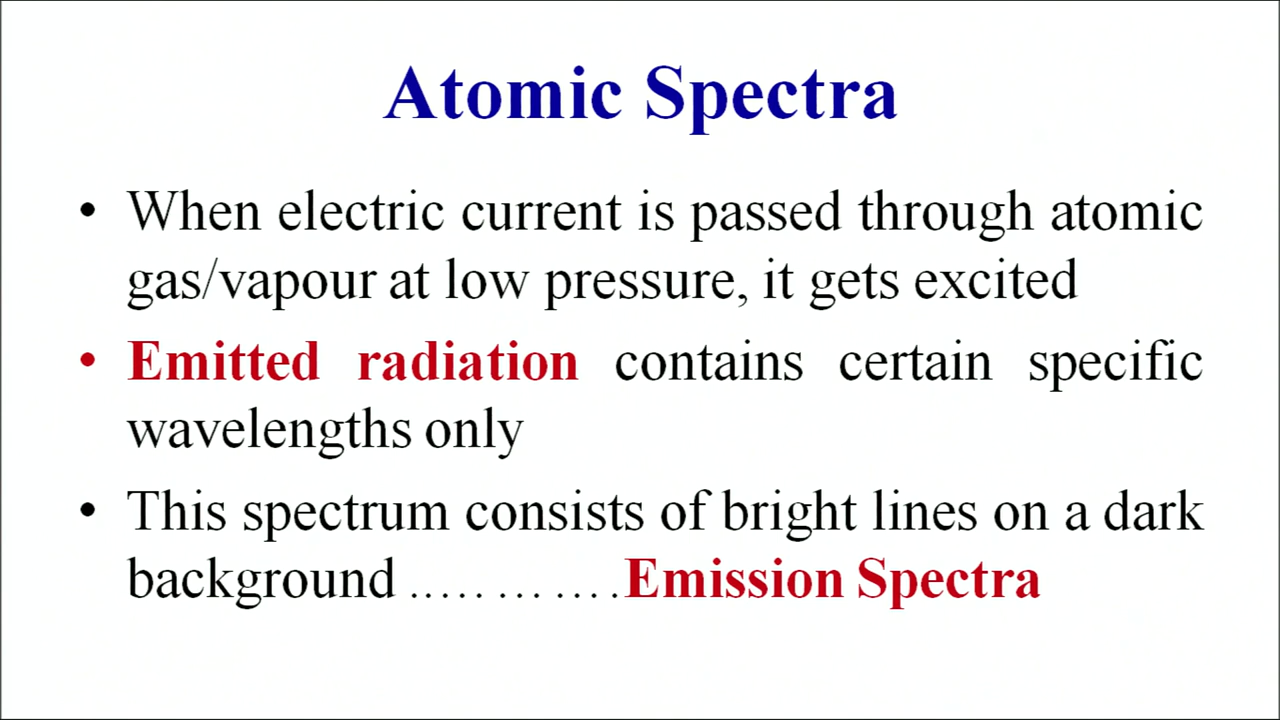 Atomic Spectra
• When electric current is passed through atomic
gas/vapour at low pressure, it gets excited
• Emitted radiation contains certain specific
wavelengths only
• This spectrum consists of bright lines on a dark
background ………….Emission Spectra